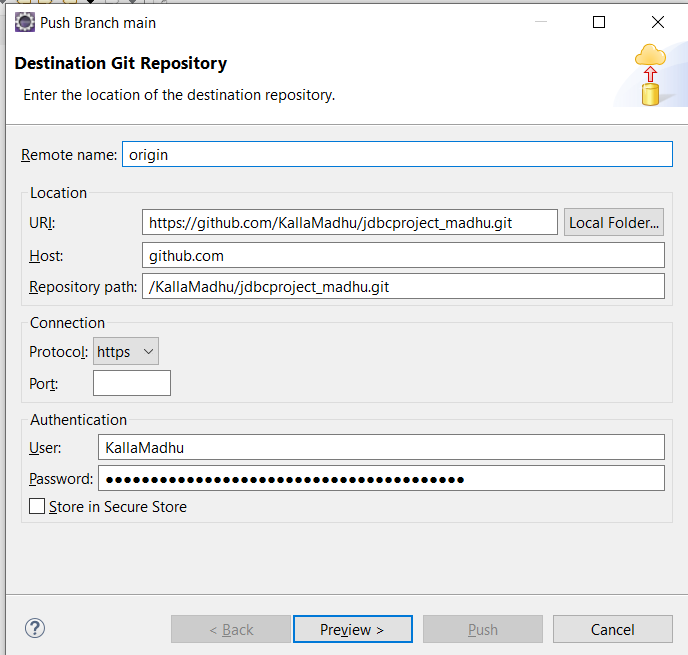 Push Branch main
Destination Git Repository
Enter the location of the destination repository.
Remote name: origin
Location
URI: https://github.com/KallaMadhu/jdbcproject_madhu.git Local Folder...
Host: github.com
Repository path: /KallaMadhu/jdbcproject_madhu.git
Connection
Protocol: https
Port:
Authentication
User: KallaMadhu
Password: ●●●●●●●●●●●●●●●●●●●●●●●●●●●●●●●●●●●●●●●●
Store in Secure Store
? < Back Preview > Push Cancel